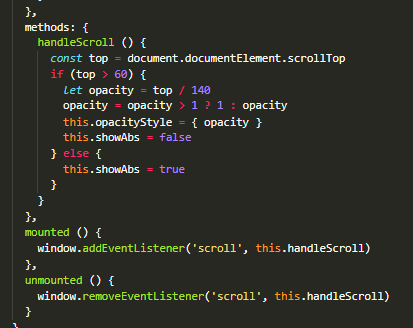 },
methods: {
handleScroll () {
const top = document.documentElement.scrollTop
if (top > 60) {
let opacity = top / 140
opacity = opacity > 1 ? 1 : opacity
this.opacityStyle = { opacity }
this.showAbs = false
} else {
this.showAbs = true
}
}
},
mounted () {
window.addEventListener('scroll', this.handleScroll)
},
unmounted () {
window.removeEventListener('scroll', this.handleScroll)
}
}